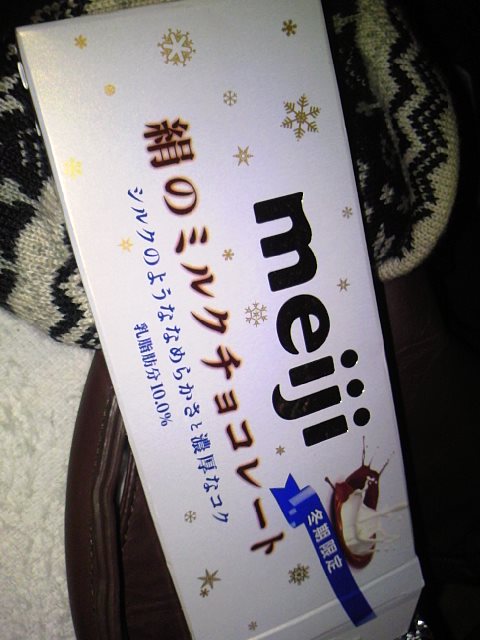 meiji
絹のミルクチョコレート
シルクのようななめらかさと濃厚なコク
乳脂肪分10.0%
冬期限定